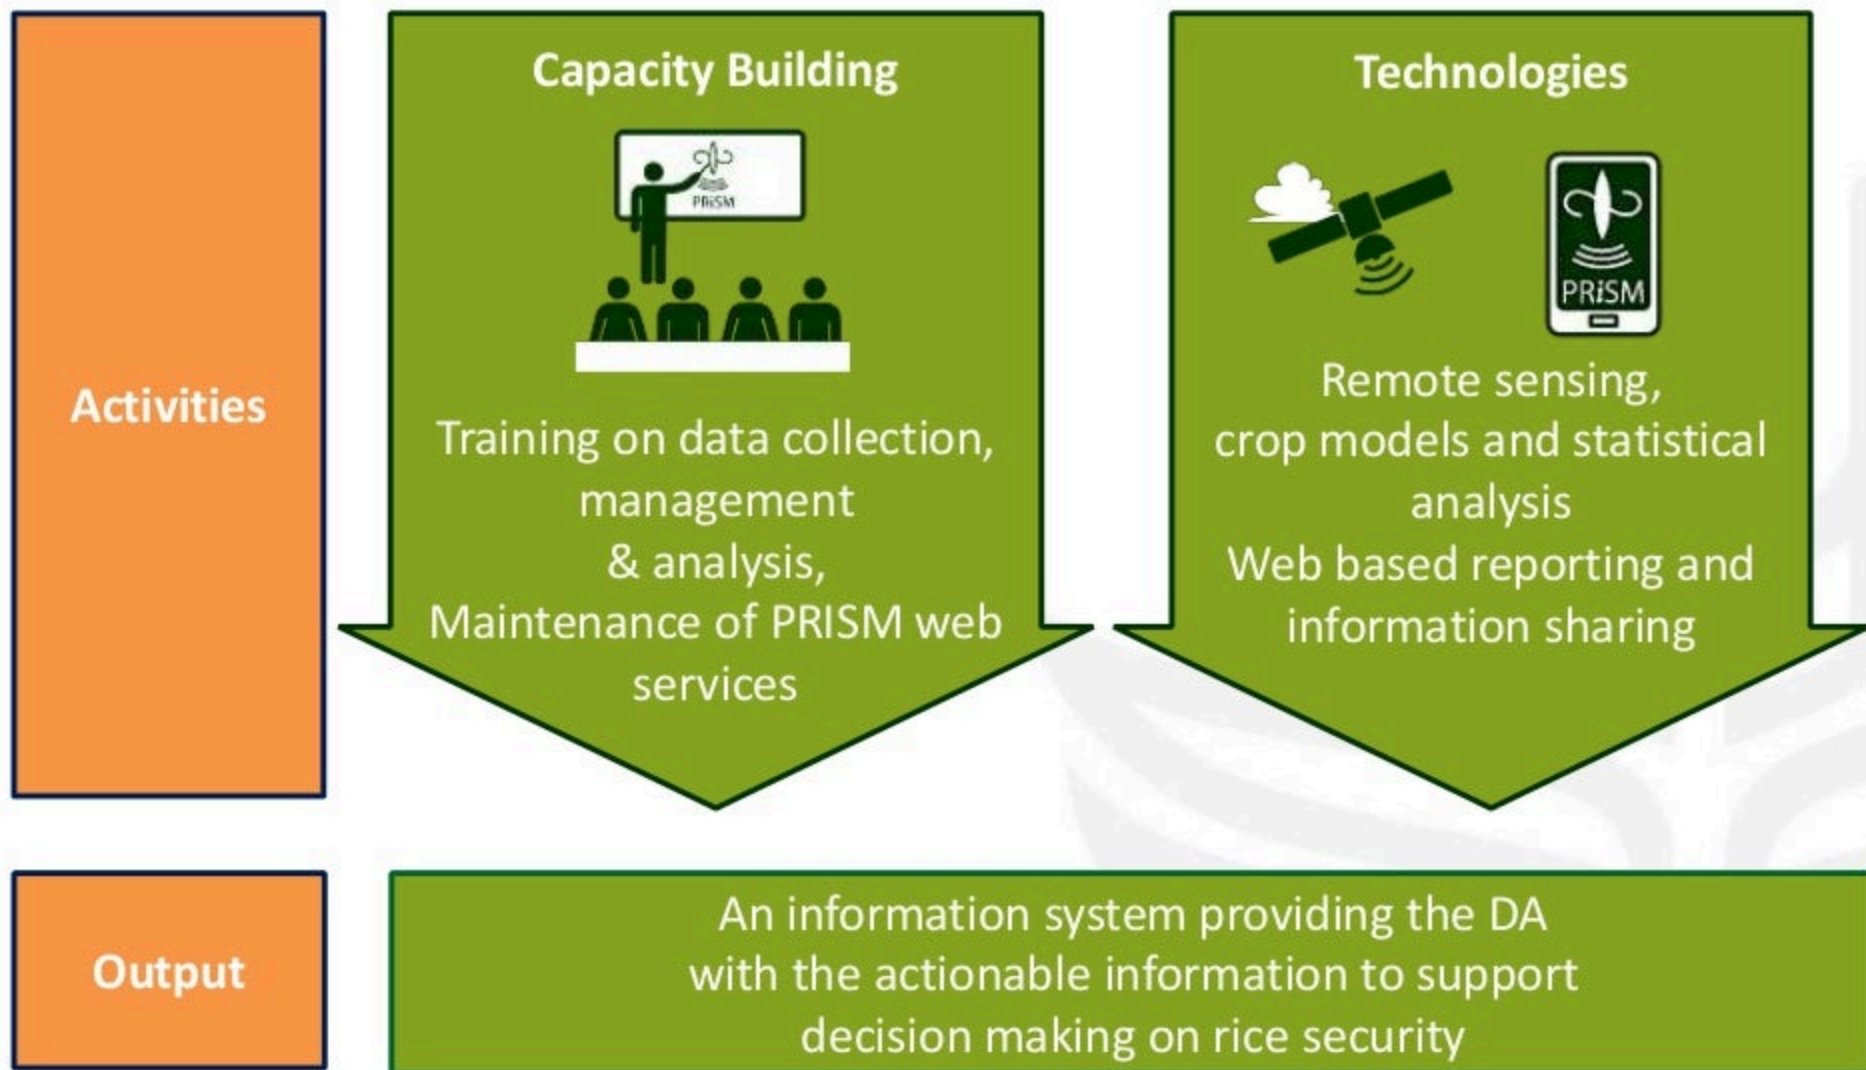 Activities
Capacity Building
PRiSM
Training on data collection,
management
& analysis,
Maintenance of PRISM web
services
Technologies
PRiSM
Remote sensing,
crop models and statistical
analysis
Web based reporting and
information sharing
Output
An information system providing the DA
with the actionable information to support
decision making on rice security